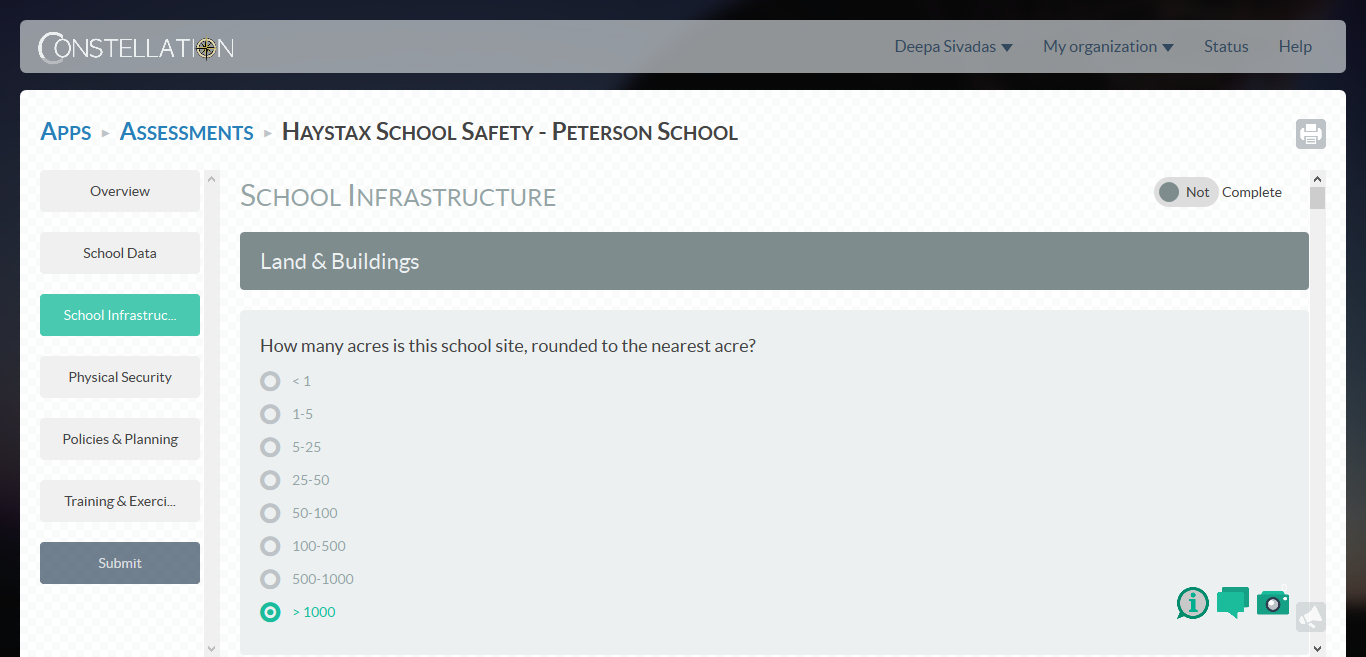 CONSTELLATION
Deepa Sivadas My organization Status Help
APPS ASSESSMENTS HAYSTAX SCHOOL SAFETY - PETERSON SCHOOL
Overview
School Data
School Infrastruc...
Physical Security
Policies & Planning
Training & Exerci...
Submit
SCHOOL INFRASTRUCTURE
Not Complete
Land & Buildings
How many acres is this school site, rounded to the nearest acre?
< 1
1-5
5-25
25-50
50-100
100-500
500-1000
> 1000